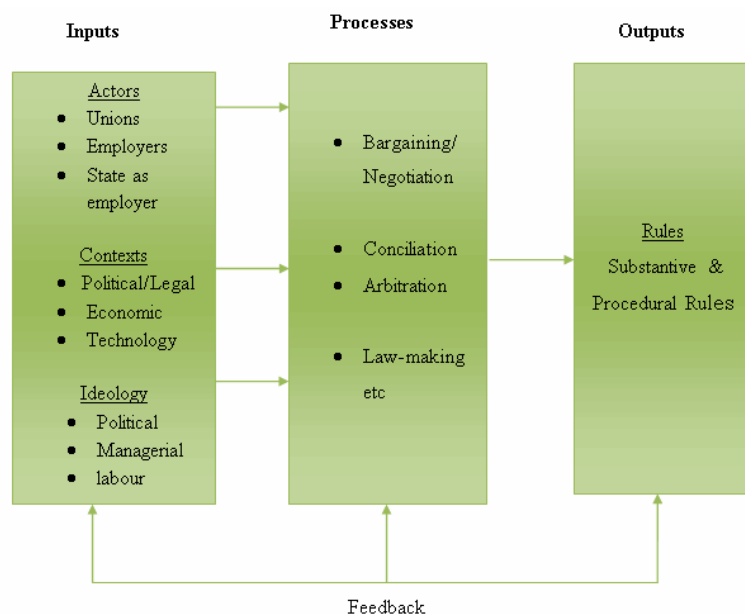 Inputs
Actors
● Unions
● Employers
● State as
employer
Contexts
● Political/Legal
● Economic
● Technology
Ideology
● Political
● Managerial
● labour
Processes
● Bargaining/
Negotiation
● Conciliation
● Arbitration
● Law-making
etc
Outputs
Rules
Substantive &
Procedural Rules
Feedback